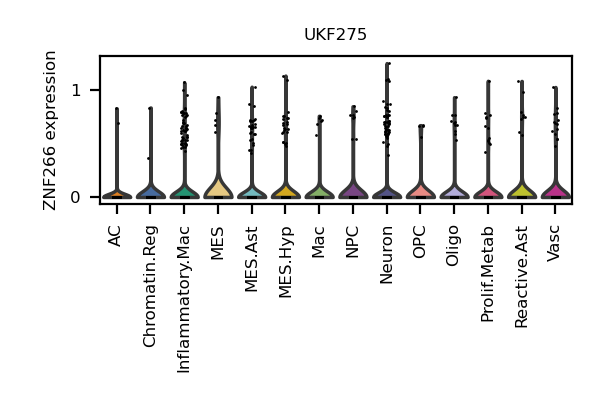 UKF275
ZNF266 expression
1
0
AC
Chromatin.Reg
Inflammatory.Mac
MES
MES.Ast
MES.Hyp
Mac
NPC
Neuron
OPC
Oligo
Prolif.Metab
Reactive.Ast
Vasc